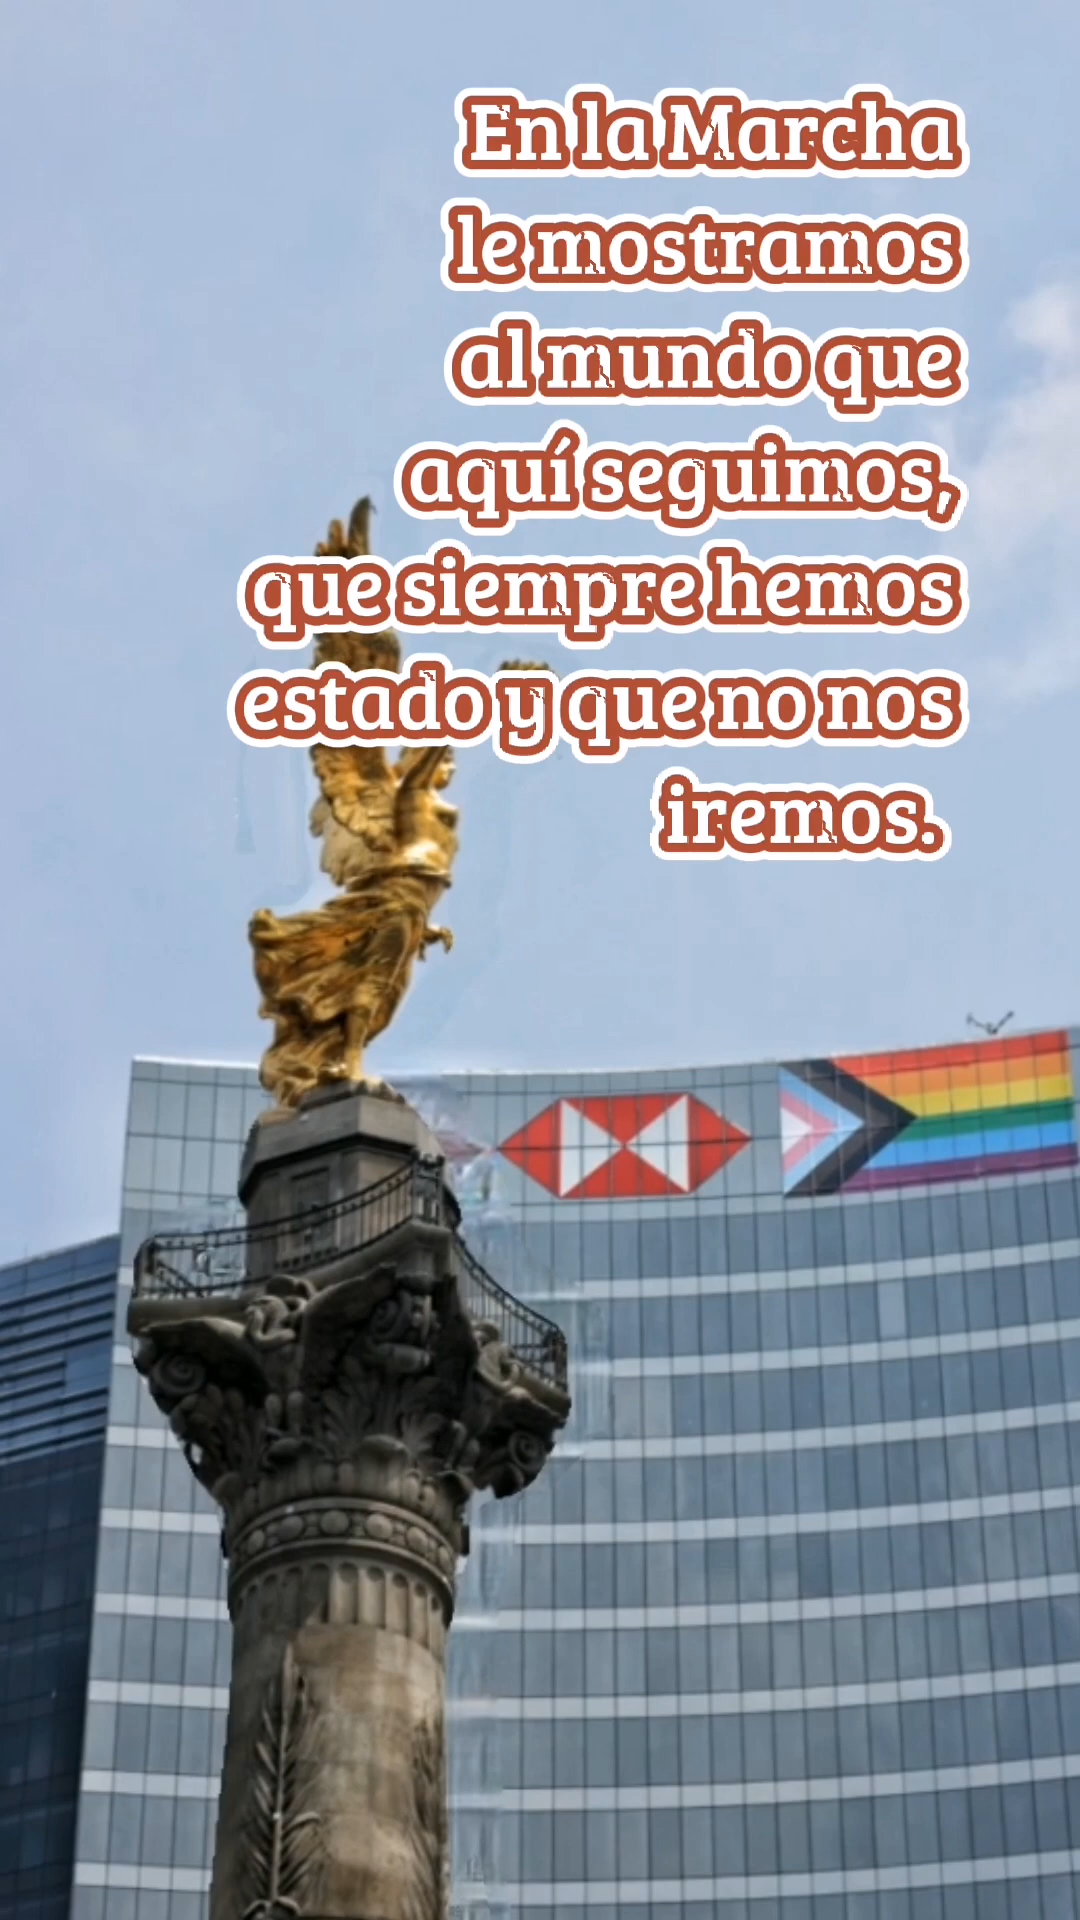 En la Marcha
le mostramos
al mundo que
aquí seguimos,
que siempre hemos
estado y que no nos
iremos.